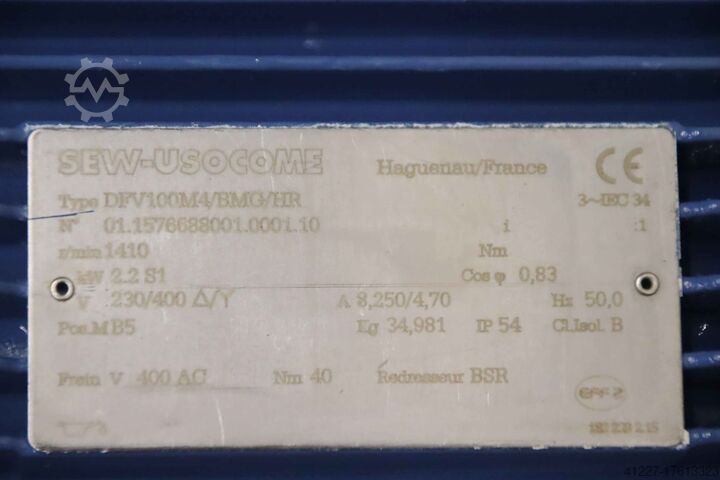 SEW-USOCOME Haguenau/France CE
Type DFV100M4/BMG/HR 3~IEC 34
N° 01.1576688001.0001.10 i :1
r/min 1410 Nm
kW 2.2 S1 Cos φ 0,83
V 230/400 Δ/Y A 8,250/4,70 Hz 50,0
Pos.M B5 Kg 34,981 IP 54 Cl.Isol. B
Frein V 400 AC Nm 40 Redresseur BSR
EFF 2